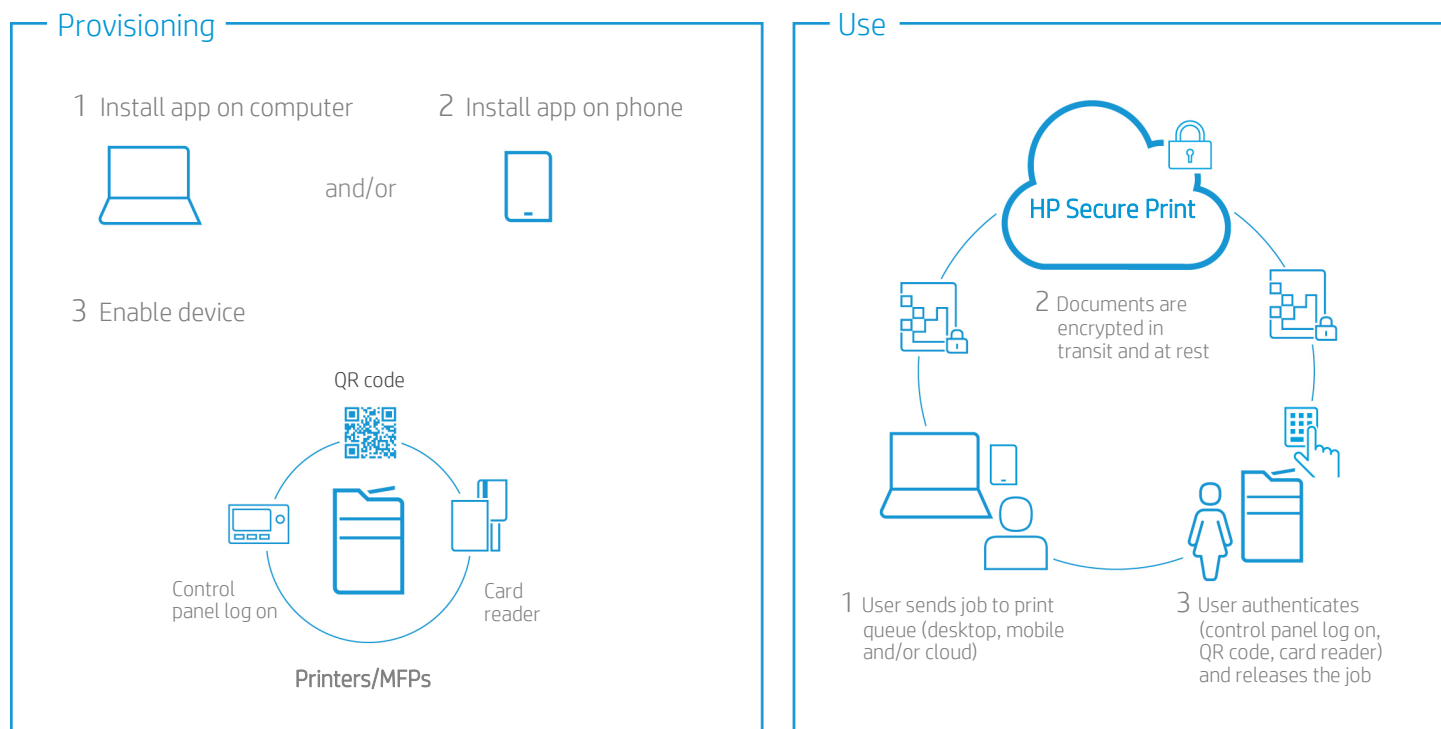 Provisioning
1 Install app on computer
2 Install app on phone
and/or
3 Enable device
QR code
Control
panel log on
Card
reader
Printers/MFPs
Use
HP Secure Print
2 Documents are
encrypted in
transit and at rest
1 User sends job to print
queue (desktop, mobile
and/or cloud)
3 User authenticates
(control panel log on,
QR code, card reader)
and releases the job